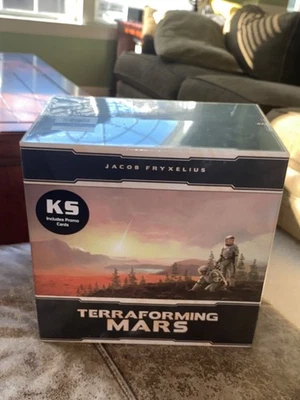 JACOB FRYXELIUS
KS
Includes Promo
Cards
TERRAFORMING
MARS